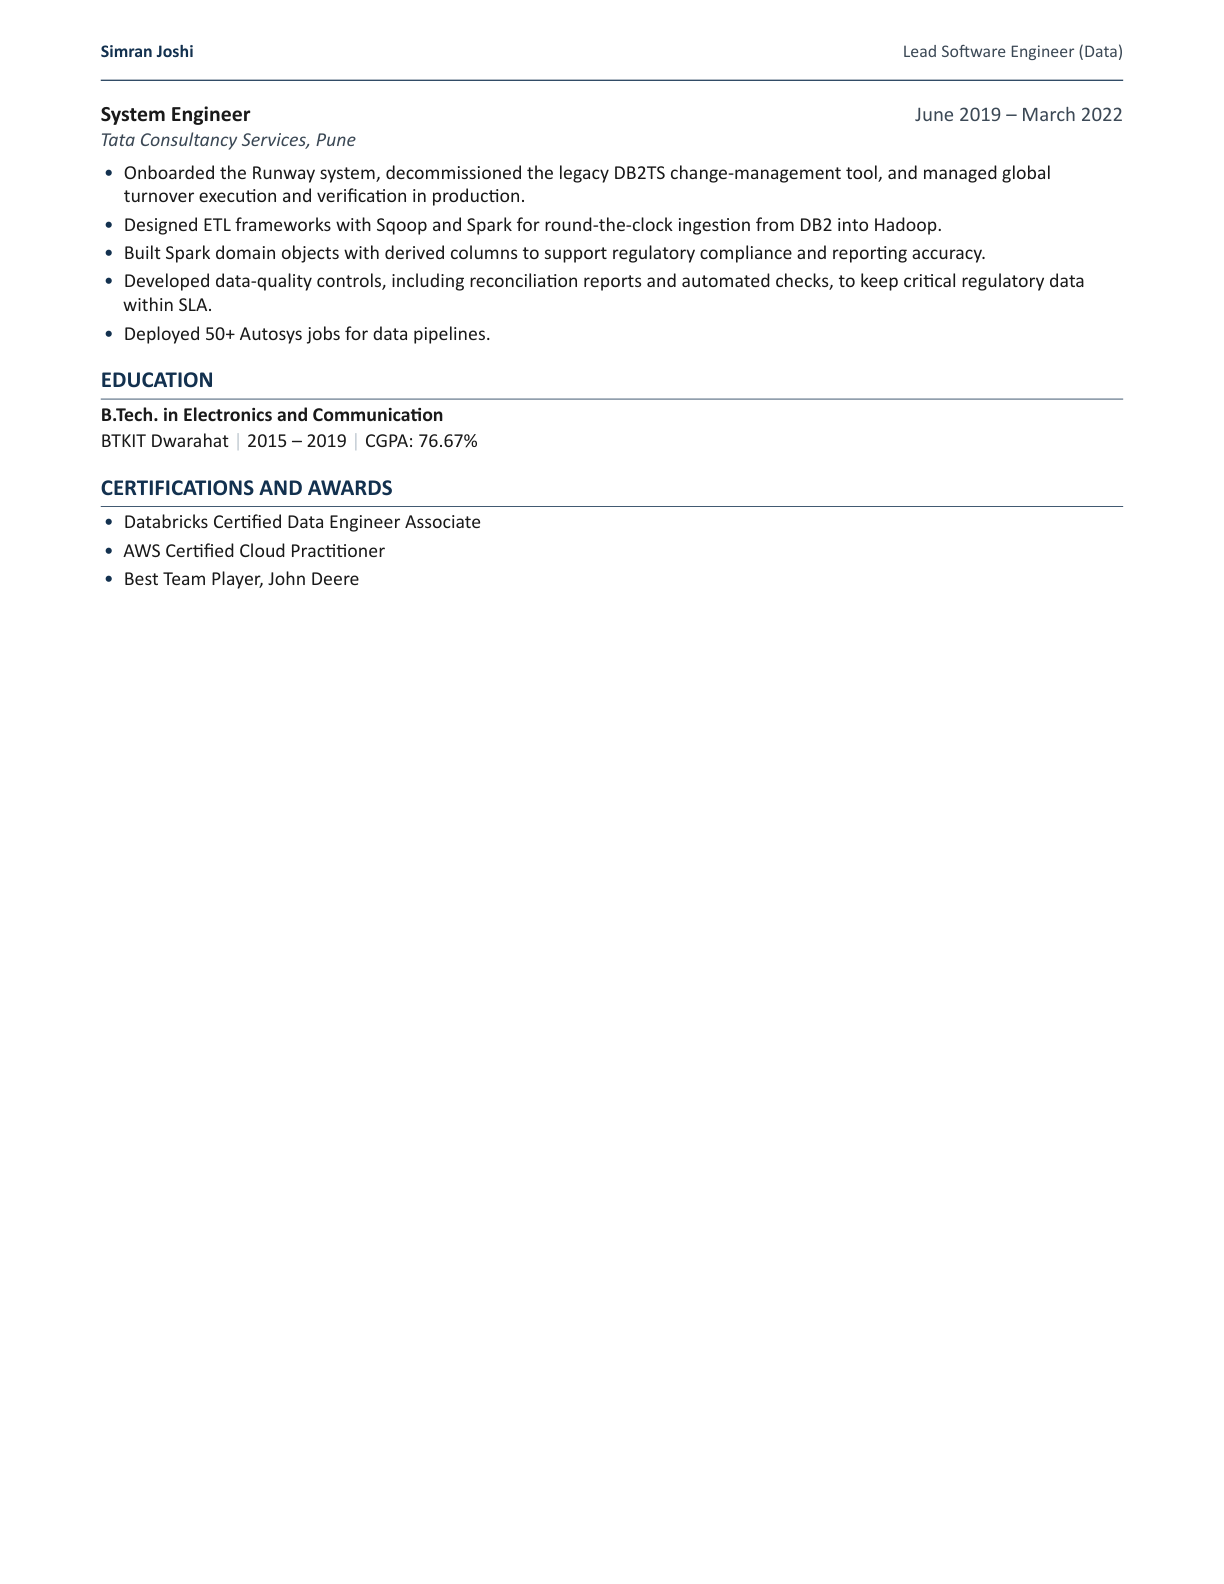 Simran Joshi
Lead Software Engineer (Data)
System Engineer
June 2019 – March 2022
Tata Consultancy Services, Pune
• Onboarded the Runway system, decommissioned the legacy DB2TS change-management tool, and managed global
turnover execution and verification in production.
• Designed ETL frameworks with Sqoop and Spark for round-the-clock ingestion from DB2 into Hadoop.
• Built Spark domain objects with derived columns to support regulatory compliance and reporting accuracy.
• Developed data-quality controls, including reconciliation reports and automated checks, to keep critical regulatory data
within SLA.
• Deployed 50+ Autosys jobs for data pipelines.
EDUCATION
B.Tech. in Electronics and Communication
BTKIT Dwarahat | 2015 – 2019 | CGPA: 76.67%
CERTIFICATIONS AND AWARDS
• Databricks Certified Data Engineer Associate
• AWS Certified Cloud Practitioner
• Best Team Player, John Deere